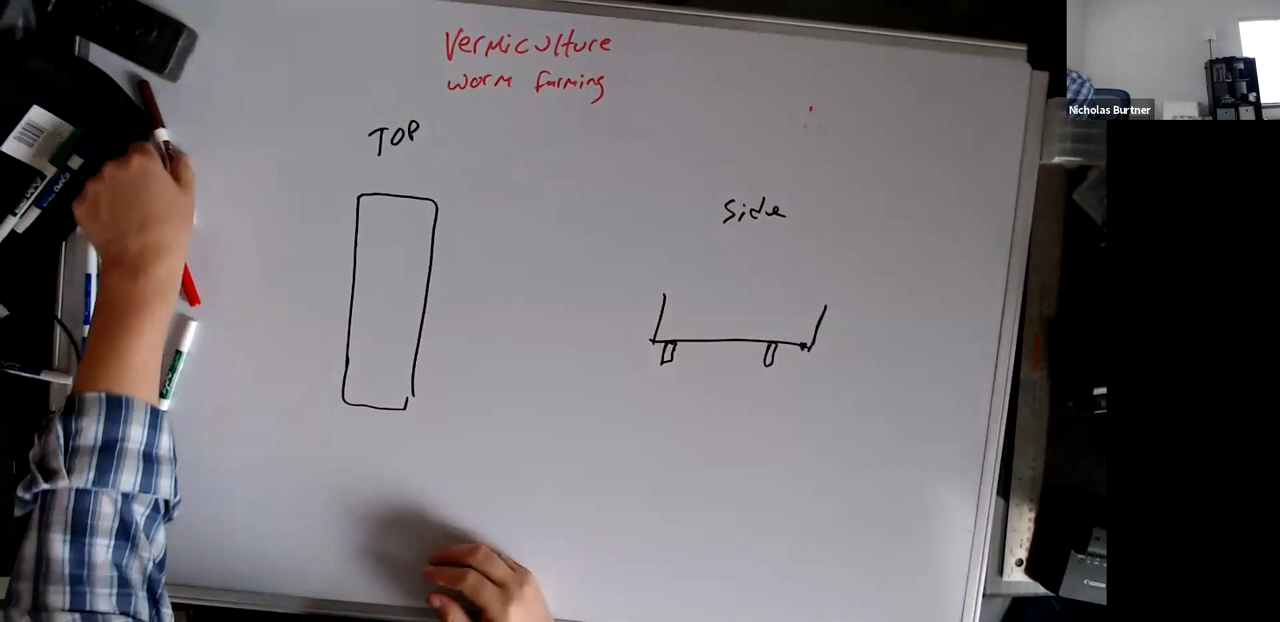 Vermiculture
worm farming
TOP
Side
Nicholas Burtner